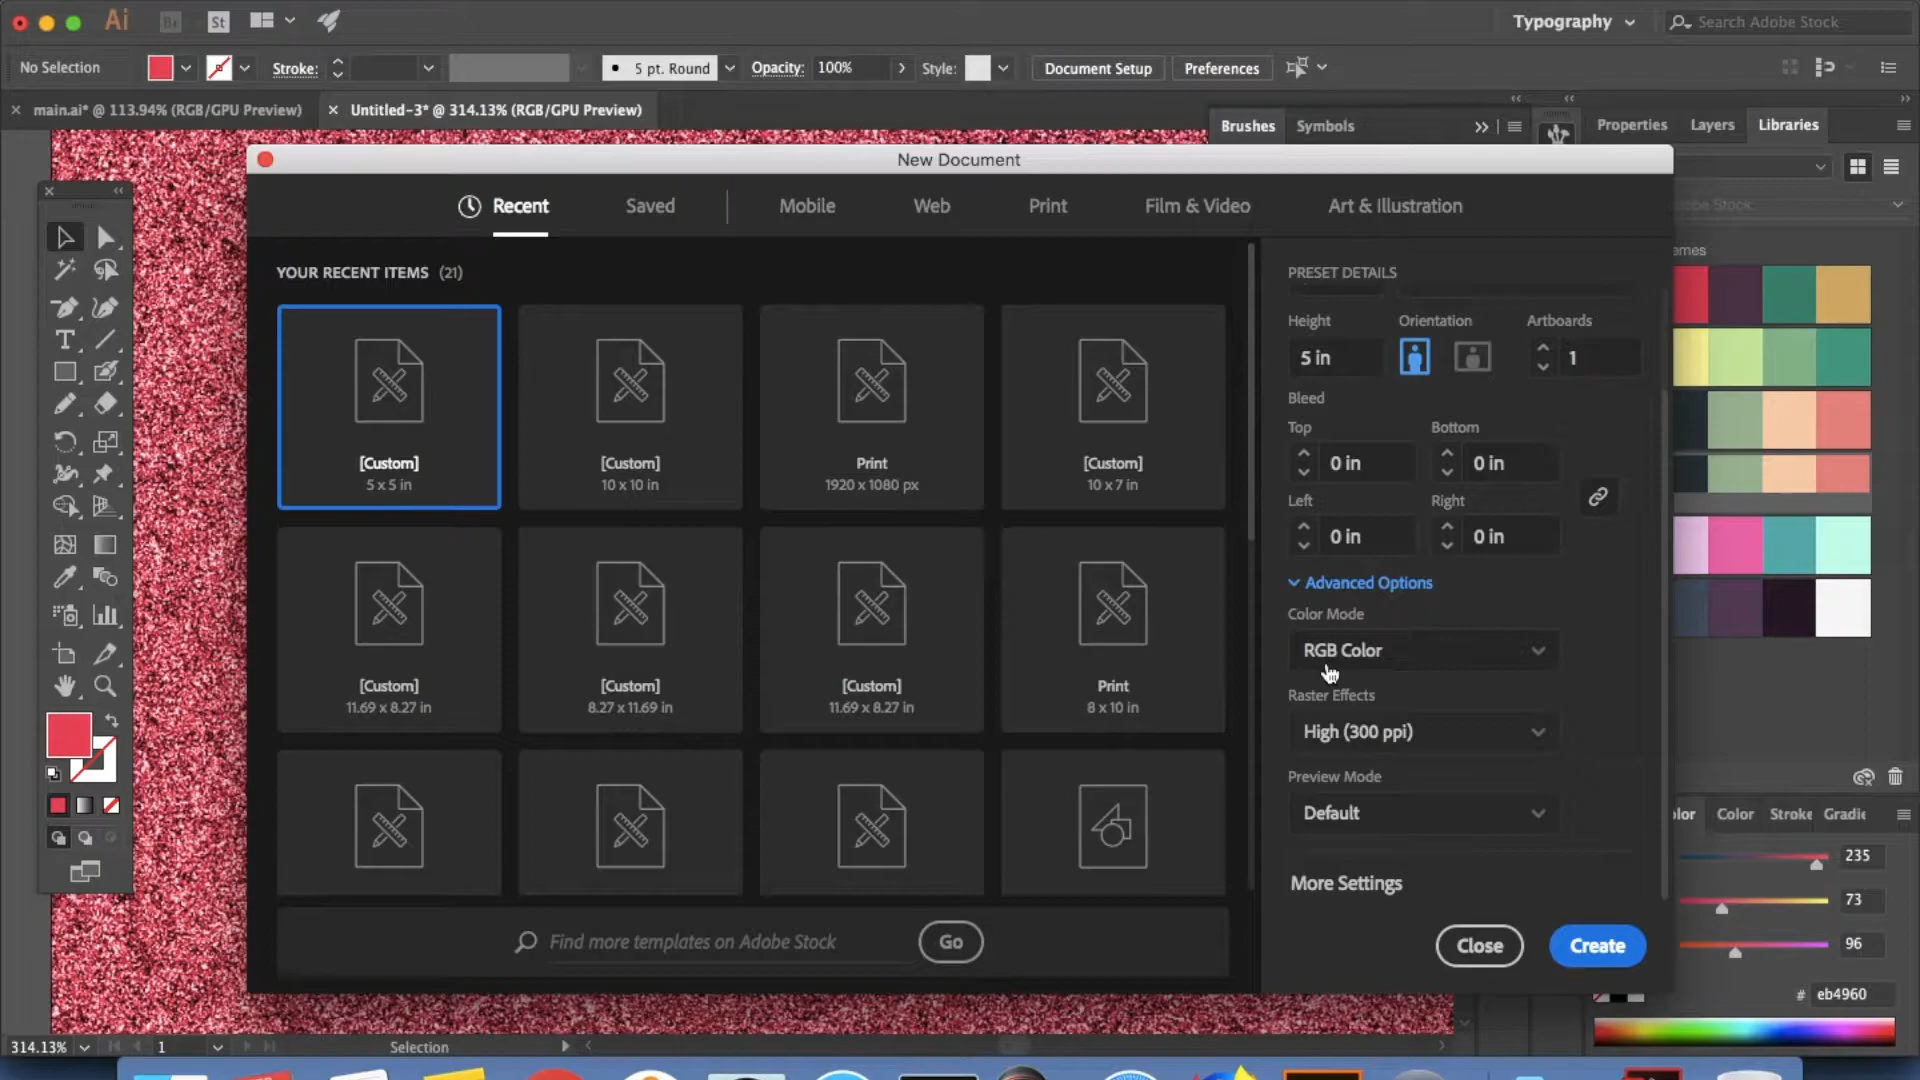 Ai Br St Typography Search Adobe Stock
No Selection Stroke: 5 pt. Round Opacity: 100% Style: Document Setup Preferences
main.ai* @ 113.94% (RGB/GPU Preview) Untitled-3* @ 314.13% (RGB/GPU Preview)
Brushes Symbols Properties Layers Libraries
New Document
Recent Saved Mobile Web Print Film & Video Art & Illustration
YOUR RECENT ITEMS (21)
[Custom]
5 x 5 in
[Custom]
10 x 10 in
Print
1920 x 1080 px
[Custom]
10 x 7 in
[Custom]
11.69 x 8.27 in
[Custom]
8.27 x 11.69 in
[Custom]
11.69 x 8.27 in
Print
8 x 10 in
Find more templates on Adobe Stock Go
PRESET DETAILS
Height Orientation Artboards
5 in 1
Bleed
Top Bottom
0 in 0 in
Left Right
0 in 0 in
Advanced Options
Color Mode
RGB Color
Raster Effects
High (300 ppi)
Preview Mode
Default
More Settings
Close Create
Stock
emes
olor Color Stroke Gradie
235
73
96
# eb4960
314.13% 1 Selection